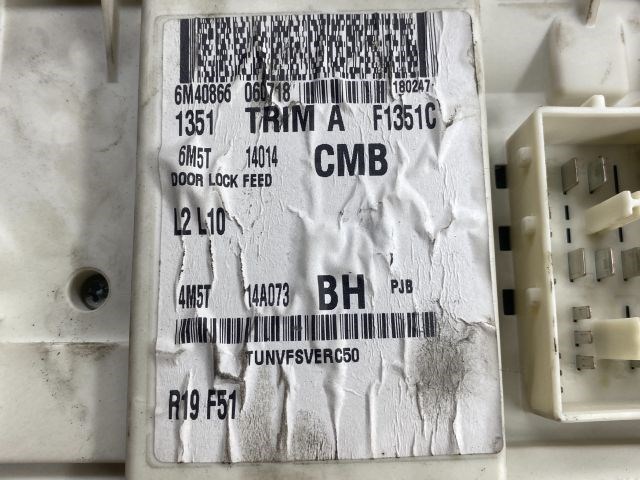 6M40866 060718 180247
1351 TRIM A F1351C
6M5T 14014 CMB
DOOR LOCK FEED
L2 L10
4M5T 14A073 BH PJB
TUNVFSVERC50
R19 F51